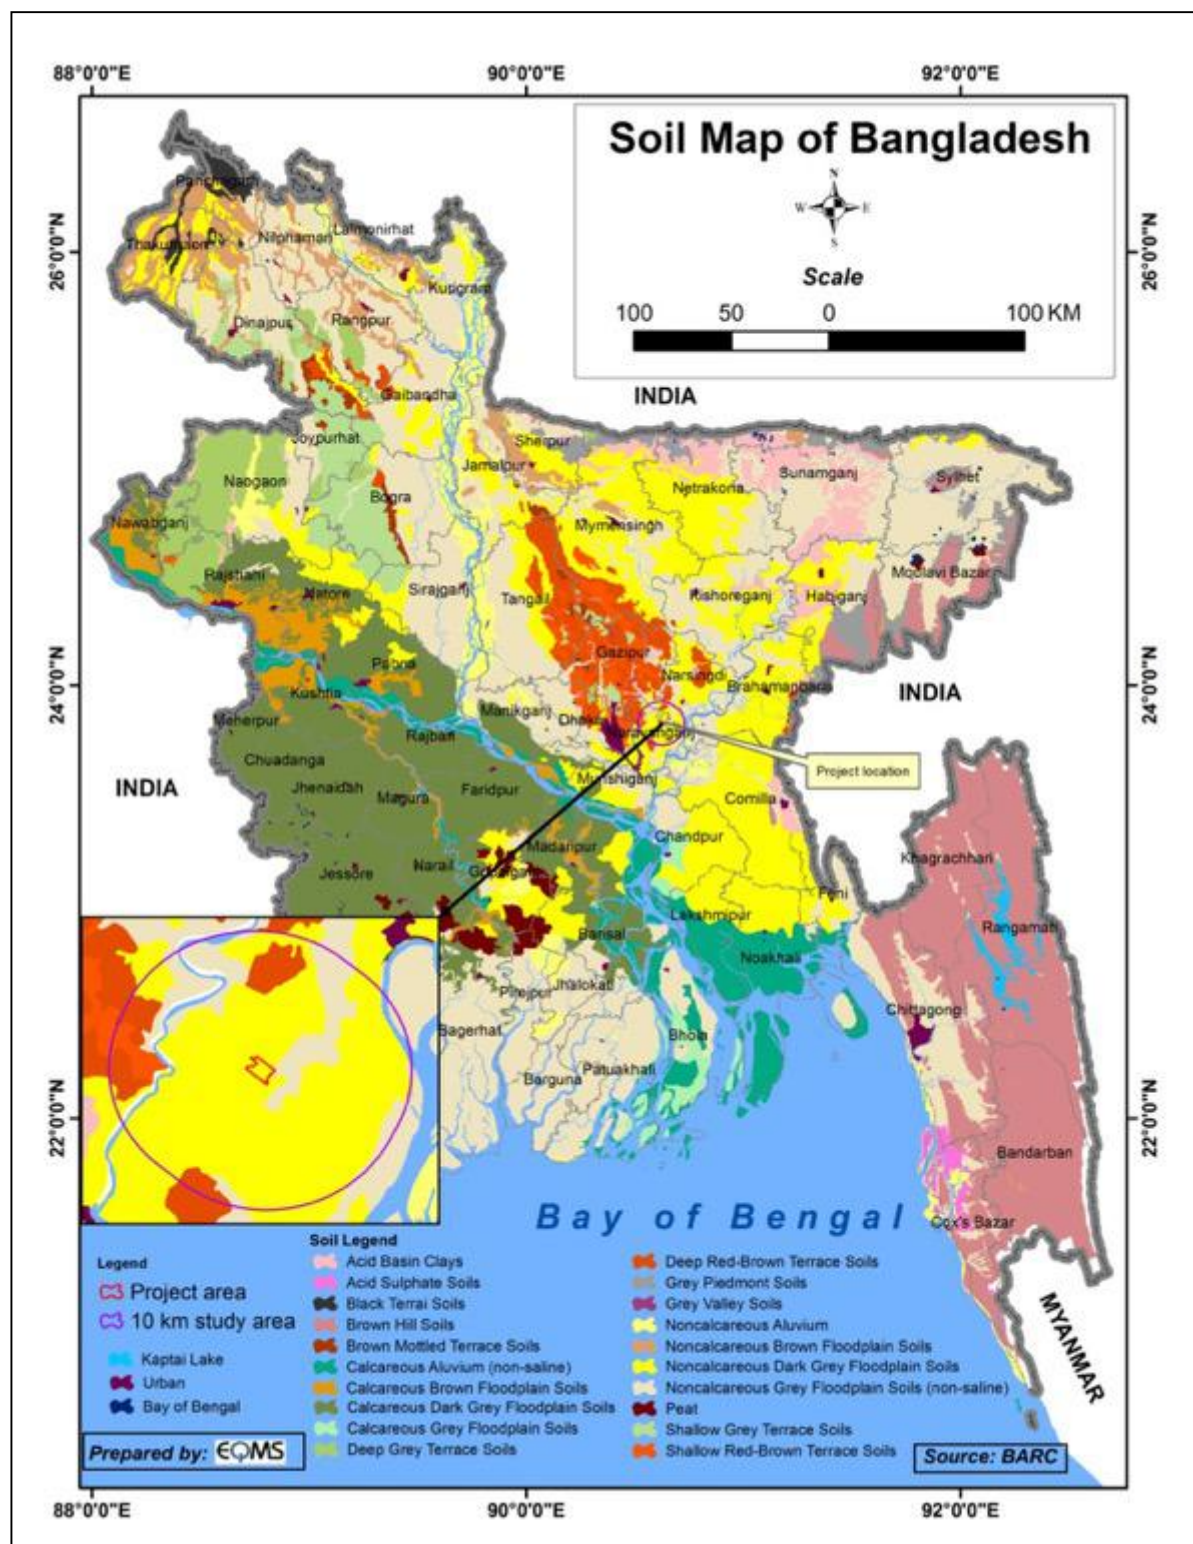 88°0'0"E 90°0'0"E 92°0'0"E
Soil Map of Bangladesh
N
W E
S
Scale
100 50 0 100 KM
26°0'0"N 26°0'0"N
24°0'0"N 24°0'0"N
22°0'0"N 22°0'0"N
INDIA
INDIA
INDIA
MYANMAR
Lalmonirhat
Nilphamari
Kurigram
Dinajpur
Rangpur
Gaibandha
Joypurhat
Sherpur
Jamalpur
Naogaon
Bogra
Netrakona
Sunamganj
Sylhet
Nawabganj
Mymensingh
Rajshahi
Natore
Sirajganj
Tangail
Kishoreganj
Habiganj
Moulavi Bazar
Pabna
Gazipur
Narsingdi
Kushtia
Meherpur
Manikganj
Dhaka
Rajbari
Chuadanga
Munshiganj
Project location
Jhenaidah
Magura
Faridpur
Comilla
Jessore
Narail
Madaripur
Chandpur
Khagrachhari
Feni
Lakshmipur
Rangamati
Barisal
Noakhali
Pirojpur
Jhalokati
Chittagong
Bagerhat
Bhola
Barguna
Patuakhali
Bandarban
Cox's Bazar
Bay of Bengal
Legend
Project area
10 km study area
Kaptai Lake
Urban
Bay of Bengal
Soil Legend
Acid Basin Clays
Acid Sulphate Soils
Black Terrai Soils
Brown Hill Soils
Brown Mottled Terrace Soils
Calcareous Aluvium (non-saline)
Calcareous Brown Floodplain Soils
Calcareous Dark Grey Floodplain Soils
Calcareous Grey Floodplain Soils
Deep Grey Terrace Soils
Deep Red-Brown Terrace Soils
Grey Piedmont Soils
Grey Valley Soils
Noncalcareous Aluvium
Noncalcareous Brown Floodplain Soils
Noncalcareous Dark Grey Floodplain Soils
Noncalcareous Grey Floodplain Soils (non-saline)
Peat
Shallow Grey Terrace Soils
Shallow Red-Brown Terrace Soils
Prepared by: EQMS
Source: BARC
88°0'0"E 90°0'0"E 92°0'0"E